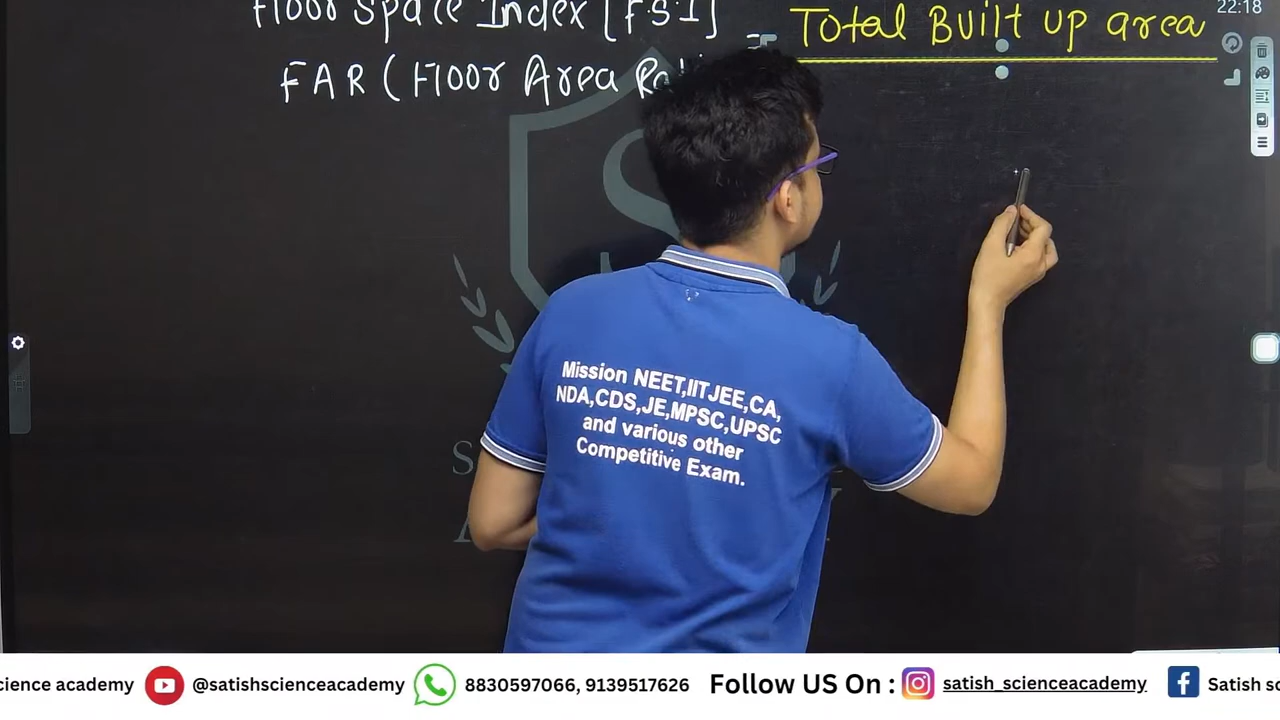 Floor Space Index [F.S.I]
Total Built up area
22:18
FAR (Floor Area
=
S
Mission NEET,IITJEE,CA,
NDA,CDS,JE,MPSC,UPSC
and various other
Competitive Exam.
cience academy @satishscienceacademy 8830597066, 9139517626 Follow US On : satish_scienceacademy Satish sc